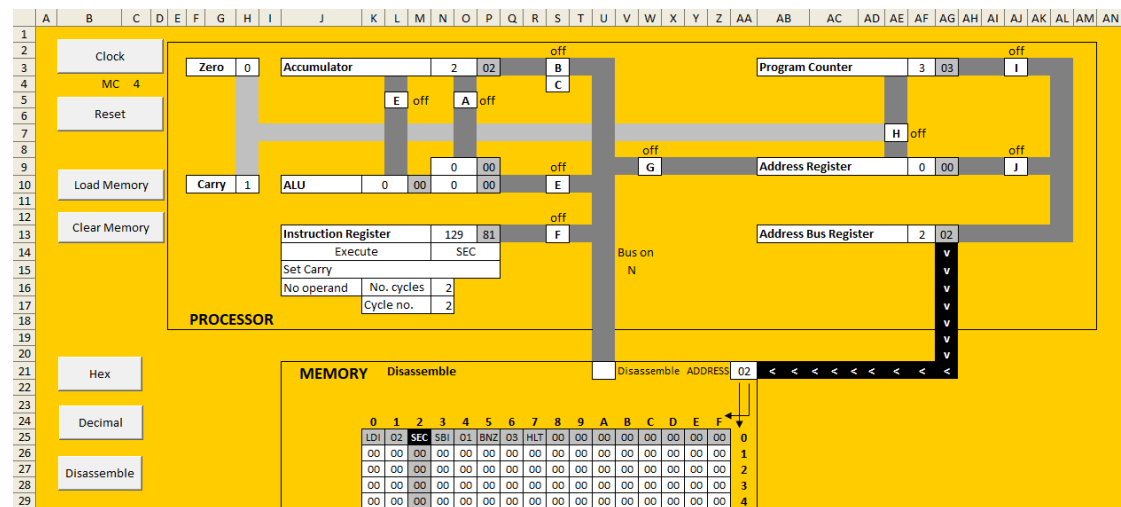 A B C D E F G H I J K L M N O P Q R S T U V W X Y Z AA AB AC AD AE AF AG AH AI AJ AK AL AM AN
1
2 Clock off off
3 Zero 0 Accumulator 2 02 B Program Counter 3 03 I
4 MC 4 C
5 E off A off
6 Reset
7 H off
8 off off
9 0 00 off G Address Register 0 00 J
10 Load Memory Carry 1 ALU 0 00 0 00 E
11
12 Clear Memory off
13 Instruction Register 129 81 F Address Bus Register 2 02
14 Execute SEC Bus on v
15 Set Carry N v
16 No operand No. cycles 2 v
17 Cycle no. 2 v
18 PROCESSOR v
19 v
20 v
21 Hex MEMORY Disassemble Disassemble ADDRESS 02 < < < < < < < <
22
23
24 Decimal 0 1 2 3 4 5 6 7 8 9 A B C D E F
25 LDI 02 SEC SBI 01 BNZ 03 HLT 00 00 00 00 00 00 00 00 0
26 00 00 00 00 00 00 00 00 00 00 00 00 00 00 00 00 1
27 Disassemble 00 00 00 00 00 00 00 00 00 00 00 00 00 00 00 00 2
28 00 00 00 00 00 00 00 00 00 00 00 00 00 00 00 00 3
29 00 00 00 00 00 00 00 00 00 00 00 00 00 00 00 00 4